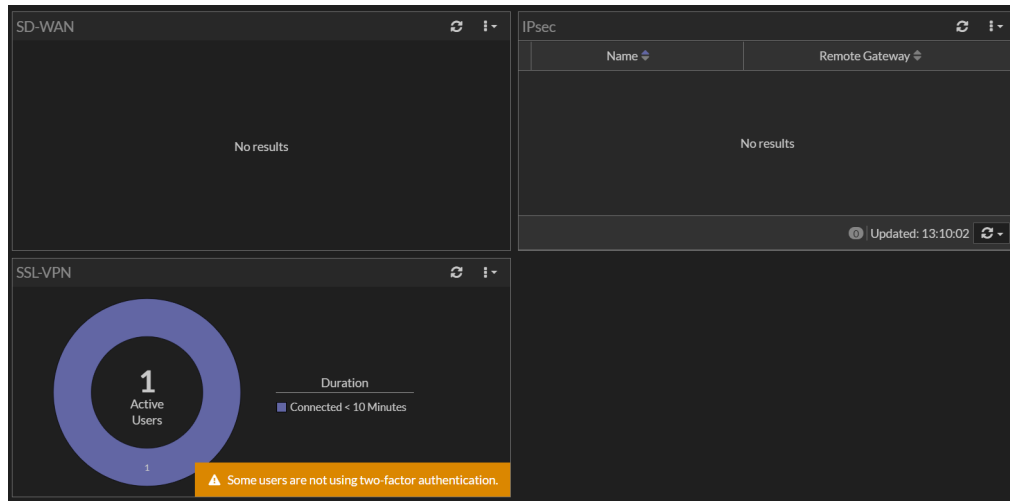 SD-WAN
No results
IPsec
Name
Remote Gateway
No results
0 Updated: 13:10:02
SSL-VPN
1
Active
Users
1
Duration
Connected < 10 Minutes
Some users are not using two-factor authentication.